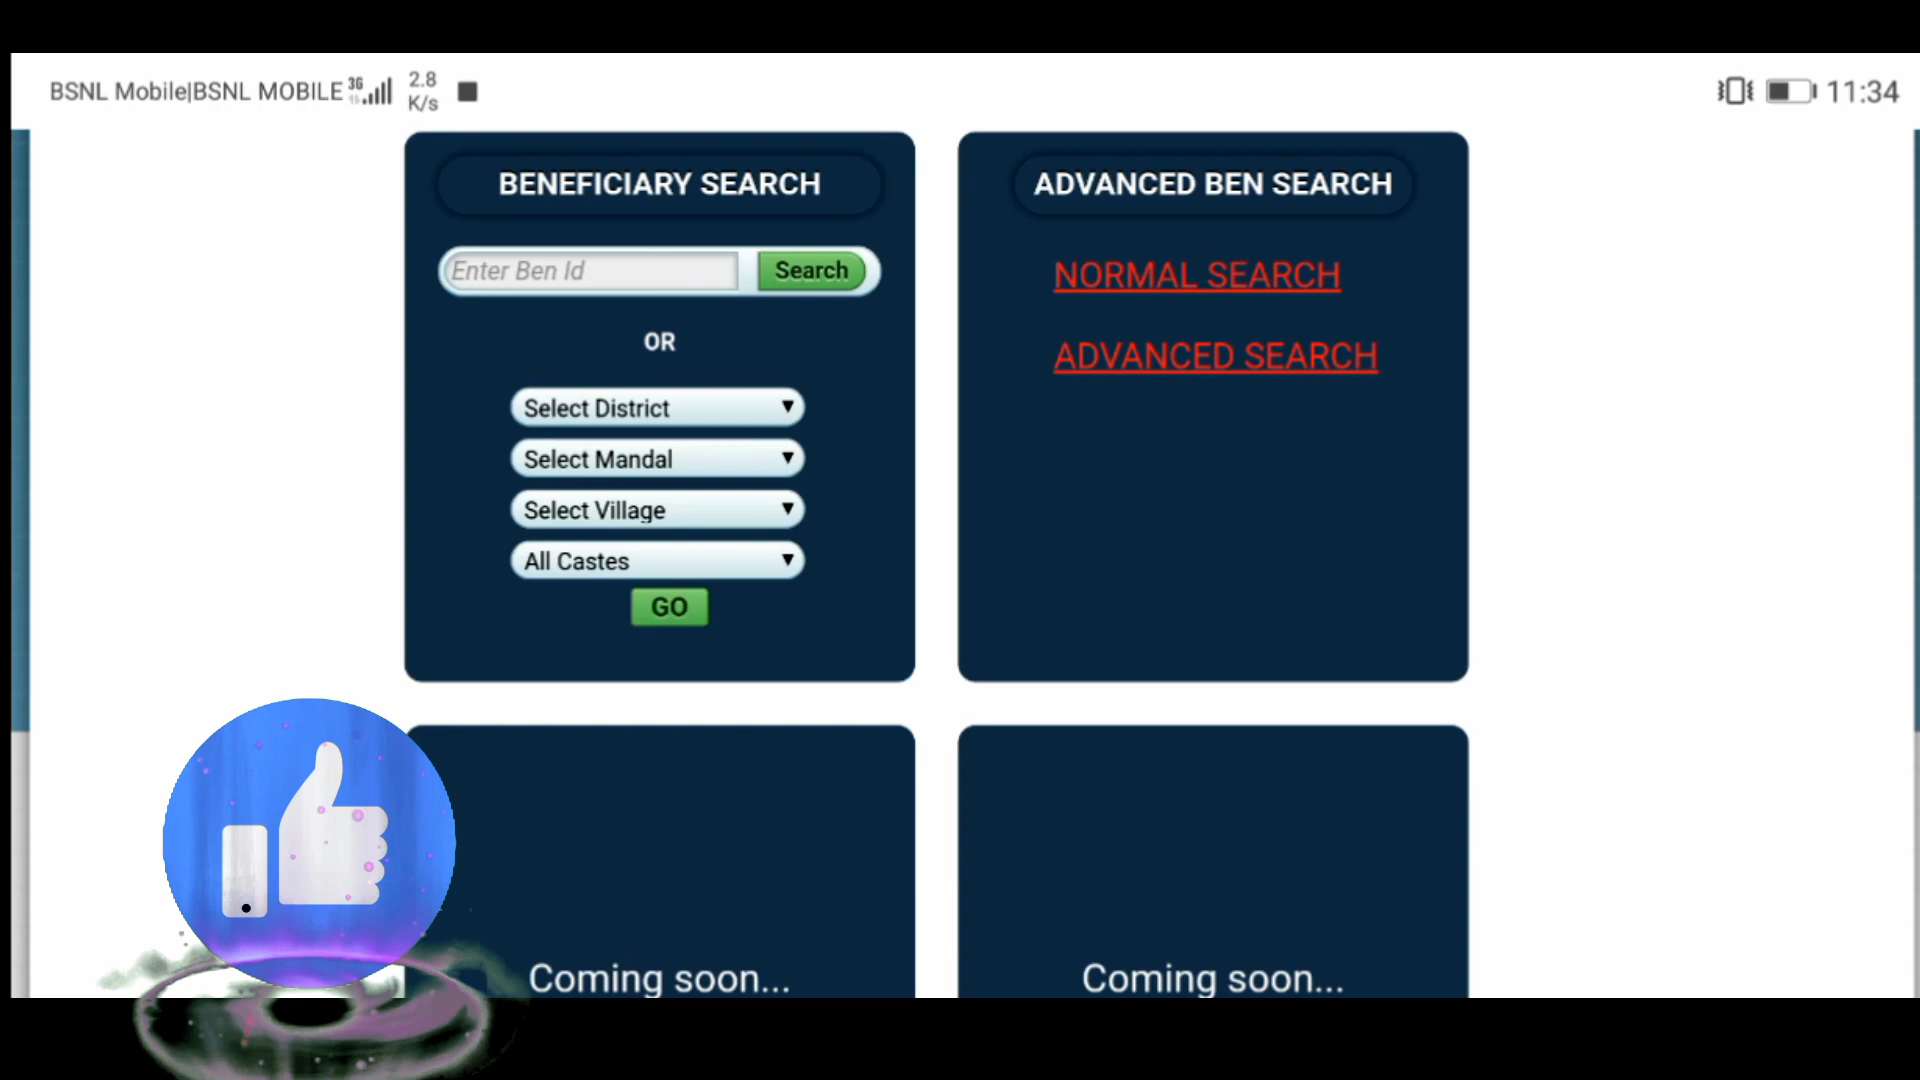 BSNL Mobile|BSNL MOBILE 3G 2.8 K/s 11:34
BENEFICIARY SEARCH
Enter Ben Id Search
OR
Select District
Select Mandal
Select Village
All Castes
GO
ADVANCED BEN SEARCH
NORMAL SEARCH
ADVANCED SEARCH
Coming soon...
Coming soon...